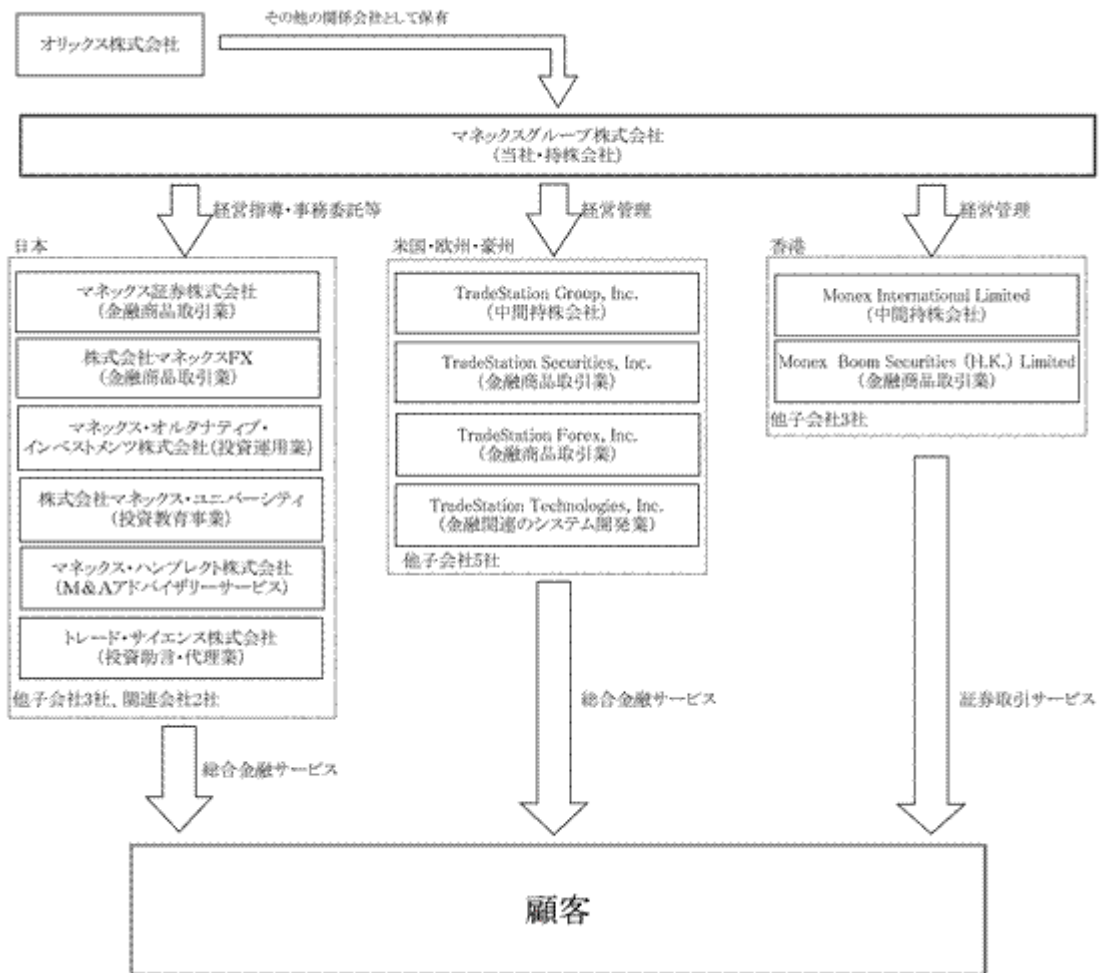 その他の関係会社として保有
オリックス株式会社
マネックスグループ株式会社
(当社・持株会社)
経営指導・事務委託等
経営管理
経営管理
日本
マネックス証券株式会社
(金融商品取引業)
株式会社マネックスFX
(金融商品取引業)
マネックス・オルタナティブ・
インベストメンツ株式会社(投資運用業)
株式会社マネックス・ユニバーシティ
(投資教育事業)
マネックス・ハンブレクト株式会社
(M&Aアドバイザリーサービス)
トレード・サイエンス株式会社
(投資助言・代理業)
他子会社3社、関連会社2社
米国・欧州・豪州
TradeStation Group, Inc.
(中間持株会社)
TradeStation Securities, Inc.
(金融商品取引業)
TradeStation Forex, Inc.
(金融商品取引業)
TradeStation Technologies, Inc.
(金融関連のシステム開発業)
他子会社5社
香港
Monex International Limited
(中間持株会社)
Monex Boom Securities (H.K.) Limited
(金融商品取引業)
他子会社3社
総合金融サービス
総合金融サービス
証券取引サービス
顧客